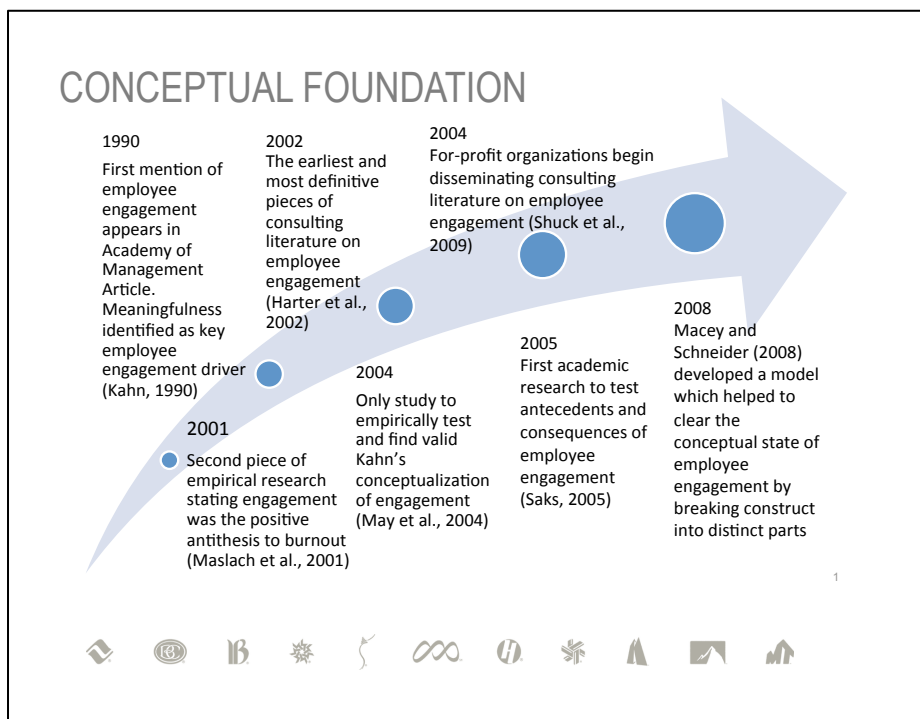 CONCEPTUAL FOUNDATION
1990
First mention of
employee
engagement
appears in
Academy of
Management
Article.
Meaningfulness
identified as key
employee
engagement driver
(Kahn, 1990)
2001
Second piece of
empirical research
stating engagement
was the positive
antithesis to burnout
(Maslach et al., 2001)
2002
The earliest and
most definitive
pieces of
consulting
literature on
employee
engagement
(Harter et al.,
2002)
2004
Only study to
empirically test
and find valid
Kahn's
conceptualization
of engagement
(May et al., 2004)
2004
For-profit organizations begin
disseminating consulting
literature on employee
engagement (Shuck et al.,
2009)
2005
First academic
research to test
antecedents and
consequences of
employee
engagement
(Saks, 2005)
2008
Macey and
Schneider (2008)
developed a model
which helped to
clear the
conceptual state of
employee
engagement by
breaking construct
into distinct parts
1